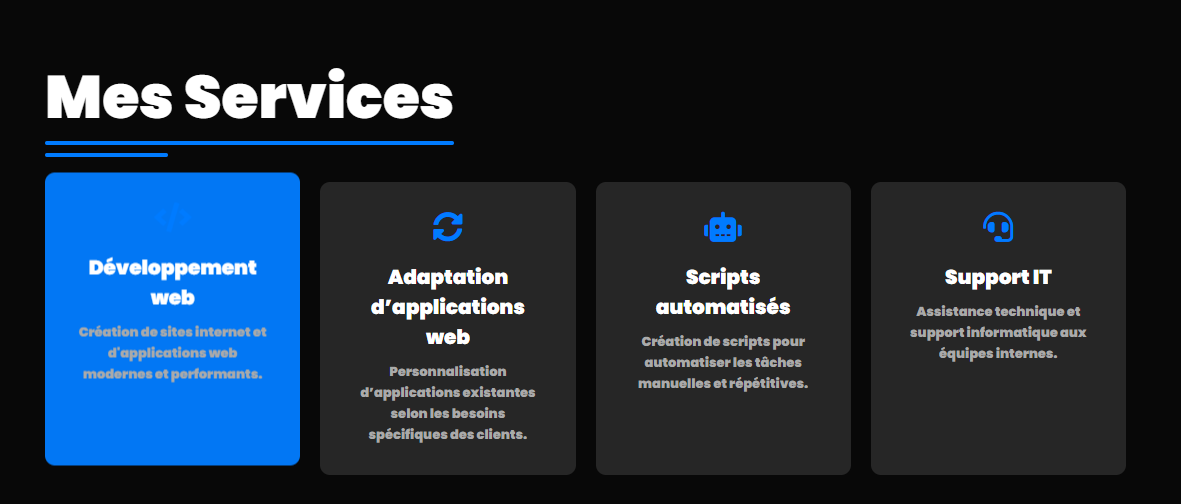 Mes Services
Développement
web
Création de sites internet et
d'applications web
modernes et performants.
Adaptation
d’applications
web
Personnalisation
d’applications existantes
selon les besoins
spécifiques des clients.
Scripts
automatisés
Création de scripts pour
automatiser les tâches
manuelles et répétitives.
Support IT
Assistance technique et
support informatique aux
équipes internes.